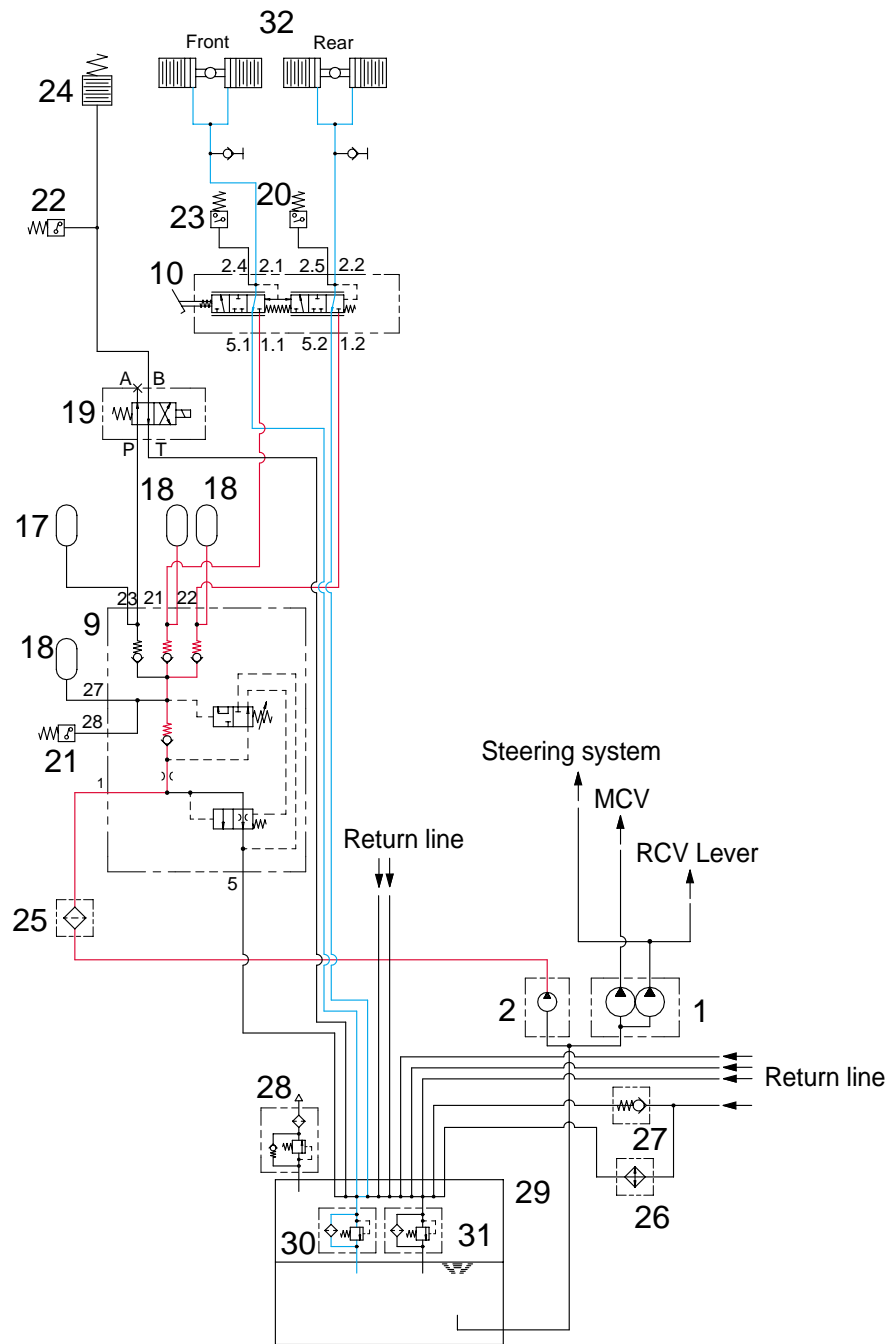 32
Front Rear
24
22
23 20
2.4 2.1 2.5 2.2
10
5.1 1.1 5.2 1.2
A B
19
P T
17 18 18
23 21 22
9
18
27
28
21
1
Steering system
MCV
RCV Lever
Return line
5
25
2 1
Return line
28
27
29
26
30 31